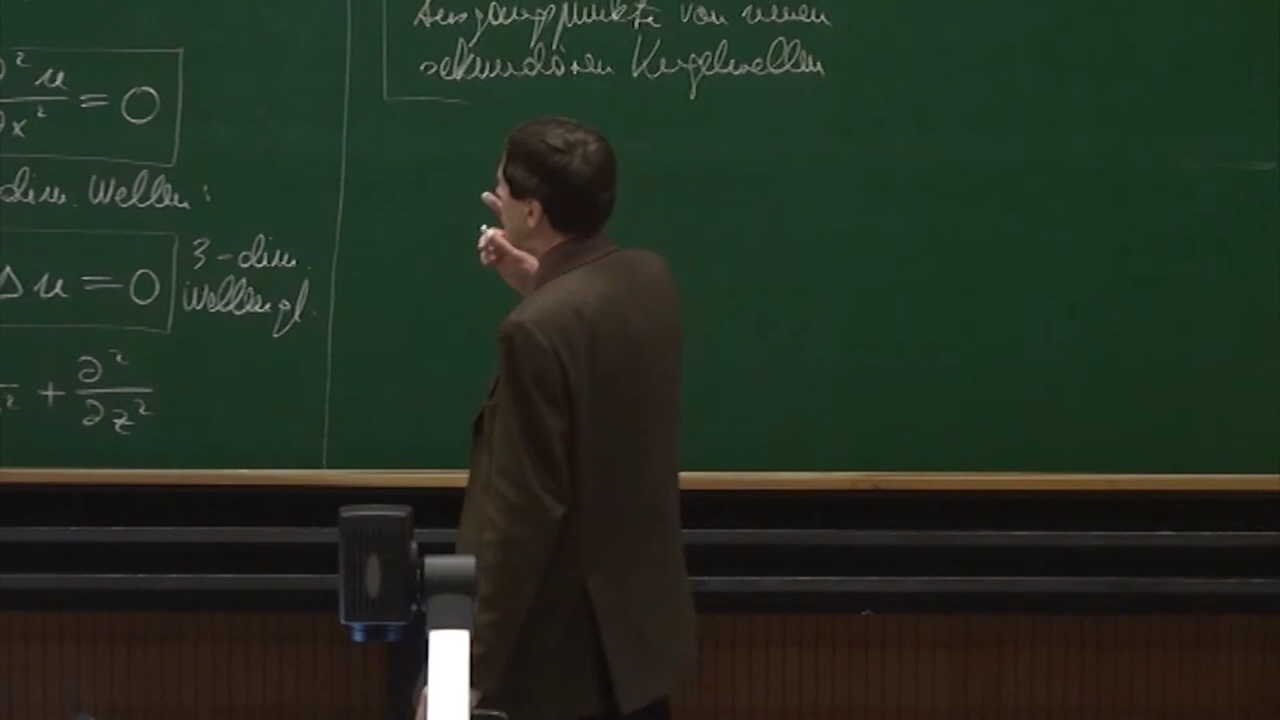 ∂²u/∂x² = 0
dim. Wellen:
Δu = 0
3-dim.
Wellengl.
+ ∂²/∂z²
Ausgangspunkte von neuen
sekundären Kugelwellen